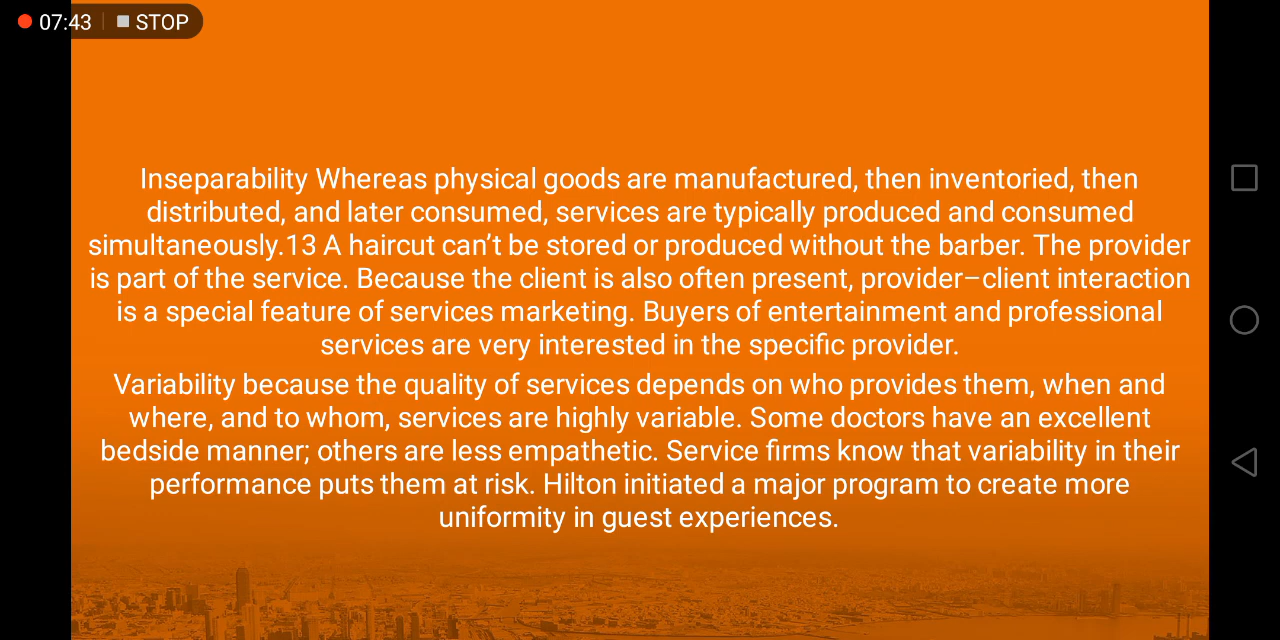 07:43 STOP
Inseparability Whereas physical goods are manufactured, then inventoried, then
distributed, and later consumed, services are typically produced and consumed
simultaneously.13 A haircut can’t be stored or produced without the barber. The provider
is part of the service. Because the client is also often present, provider–client interaction
is a special feature of services marketing. Buyers of entertainment and professional
services are very interested in the specific provider.
Variability because the quality of services depends on who provides them, when and
where, and to whom, services are highly variable. Some doctors have an excellent
bedside manner; others are less empathetic. Service firms know that variability in their
performance puts them at risk. Hilton initiated a major program to create more
uniformity in guest experiences.